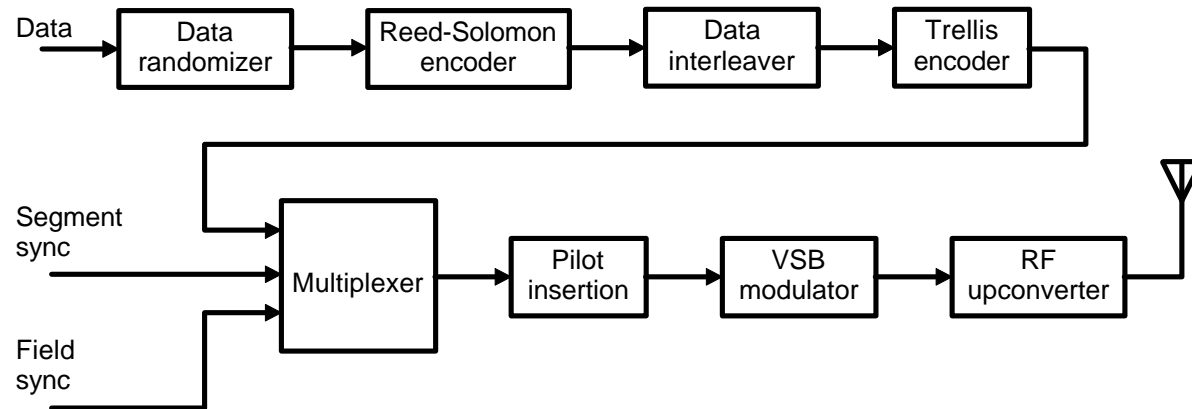 Data
Data
randomizer
Reed-Solomon
encoder
Data
interleaver
Trellis
encoder
Segment
sync
Field
sync
Multiplexer
Pilot
insertion
VSB
modulator
RF
upconverter